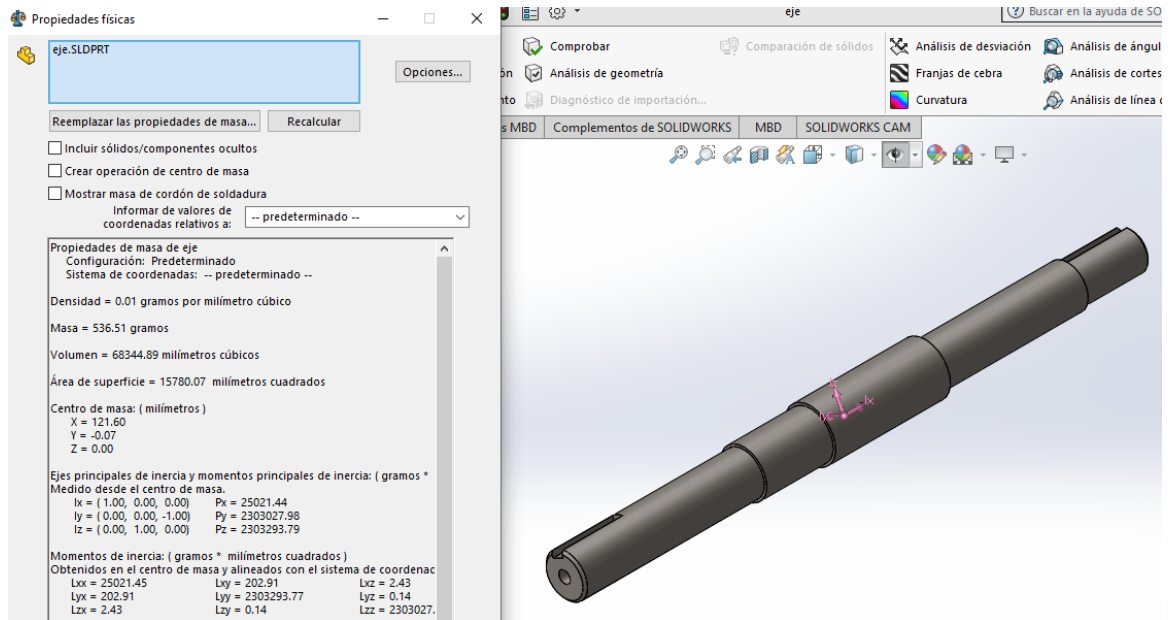 Propiedades físicas
eje.SLDPRT
Opciones...
Reemplazar las propiedades de masa...
Recalcular
Incluir sólidos/componentes ocultos
Crear operación de centro de masa
Mostrar masa de cordón de soldadura
Informar de valores de
coordenadas relativos a:
-- predeterminado --
Propiedades de masa de eje
Configuración: Predeterminado
Sistema de coordenadas: -- predeterminado --
Densidad = 0.01 gramos por milímetro cúbico
Masa = 536.51 gramos
Volumen = 68344.89 milímetros cúbicos
Área de superficie = 15780.07 milímetros cuadrados
Centro de masa: ( milímetros )
X = 121.60
Y = -0.07
Z = 0.00
Ejes principales de inercia y momentos principales de inercia: ( gramos *
Medido desde el centro de masa.
Ix = ( 1.00, 0.00, 0.00) Px = 25021.44
Iy = ( 0.00, 0.00, -1.00) Py = 2303027.98
Iz = ( 0.00, 1.00, 0.00) Pz = 2303293.79
Momentos de inercia: ( gramos * milímetros cuadrados )
Obtenidos en el centro de masa y alineados con el sistema de coordenac
Lxx = 25021.45 Lxy = 202.91 Lxz = 2.43
Lyx = 202.91 Lyy = 2303293.77 Lyz = 0.14
Lzx = 2.43 Lzy = 0.14 Lzz = 2303027.
eje
Buscar en la ayuda de SO
Comprobar
Comparación de sólidos
Análisis de desviación
Análisis de ángul
ón
Análisis de geometría
Franjas de cebra
Análisis de cortes
nto
Diagnóstico de importación...
Curvatura
Análisis de línea
s MBD
Complementos de SOLIDWORKS
MBD
SOLIDWORKS CAM
Iz
Iy
Ix